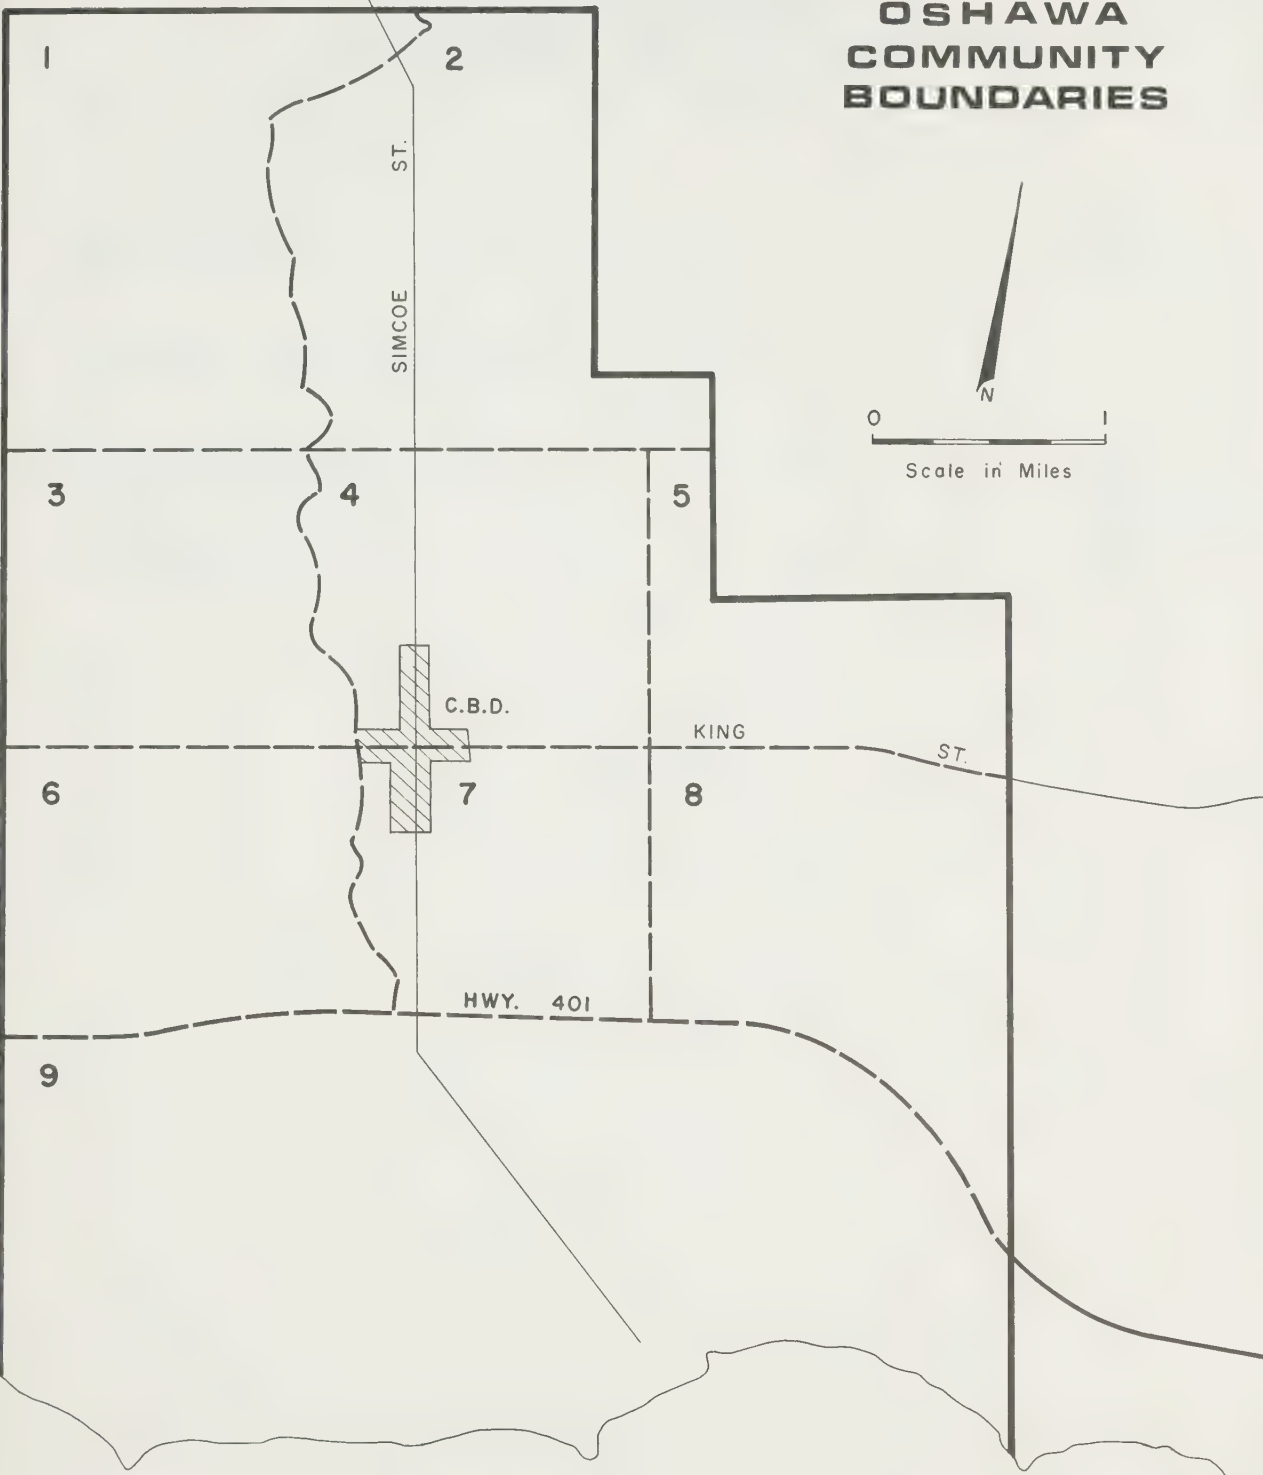 OSHAWA
COMMUNITY
BOUNDARIES
1
2
SIMCOE ST.
N
0 1
Scale in Miles
3
4
5
C.B.D.
KING ST.
6
7
8
HWY. 401
9